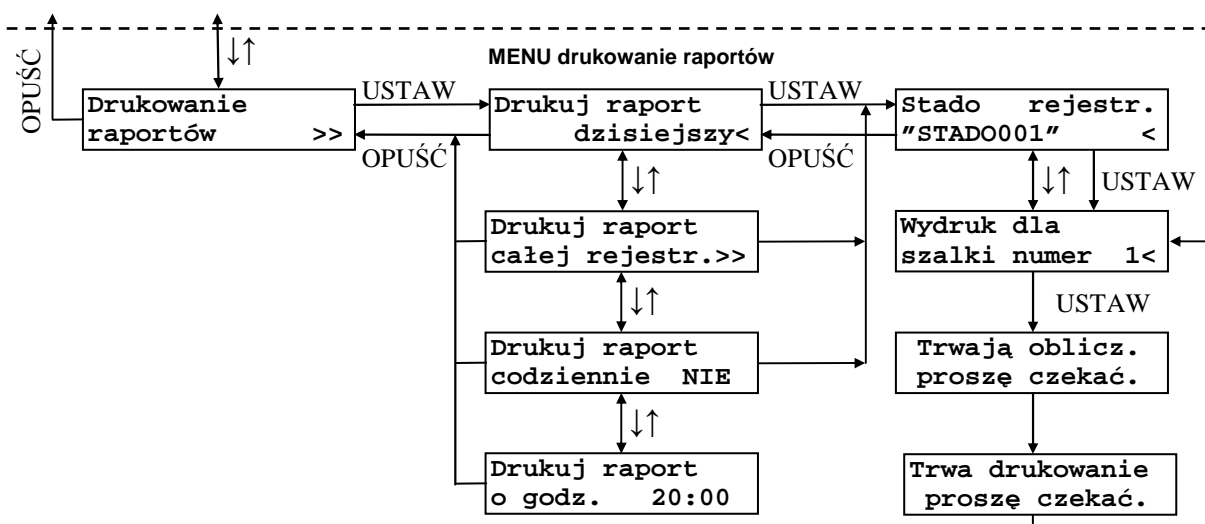 MENU drukowanie raportów
OPUŚĆ
↓↑
Drukowanie
raportów >>
USTAW
OPUŚĆ
Drukuj raport
dzisiejszy<
USTAW
OPUŚĆ
Stado rejestr.
"STADO001" <
↓↑
↓↑
USTAW
Drukuj raport
całej rejestr.>>
Wydruk dla
szalki numer 1<
↓↑
USTAW
Drukuj raport
codziennie NIE
Trwają oblicz.
proszę czekać.
↓↑
Drukuj raport
o godz. 20:00
Trwa drukowanie
proszę czekać.